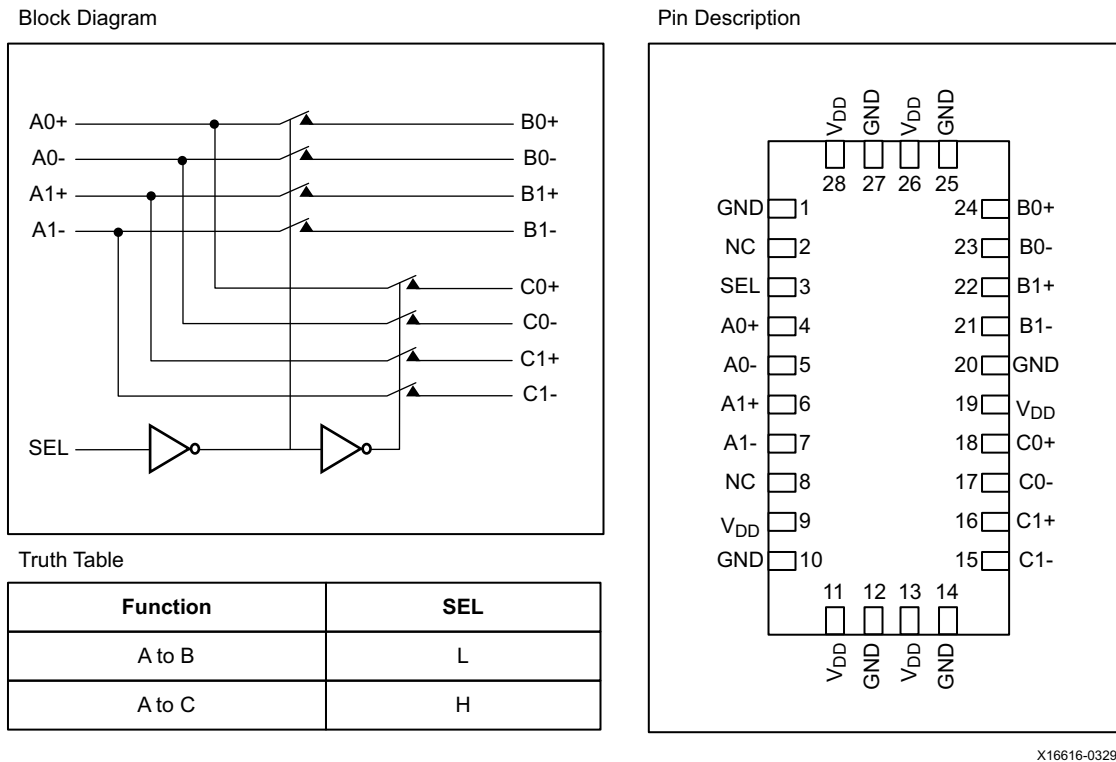 Block Diagram
A0+ B0+
A0- B0-
A1+ B1+
A1- B1-
C0+
C0-
C1+
C1-
SEL
Truth Table
Function SEL
A to B L
A to C H
Pin Description
VDD GND VDD GND
28 27 26 25
GND 1 24 B0+
NC 2 23 B0-
SEL 3 22 B1+
A0+ 4 21 B1-
A0- 5 20 GND
A1+ 6 19 VDD
A1- 7 18 C0+
NC 8 17 C0-
VDD 9 16 C1+
GND 10 15 C1-
11 12 13 14
VDD GND VDD GND
X16616-0329